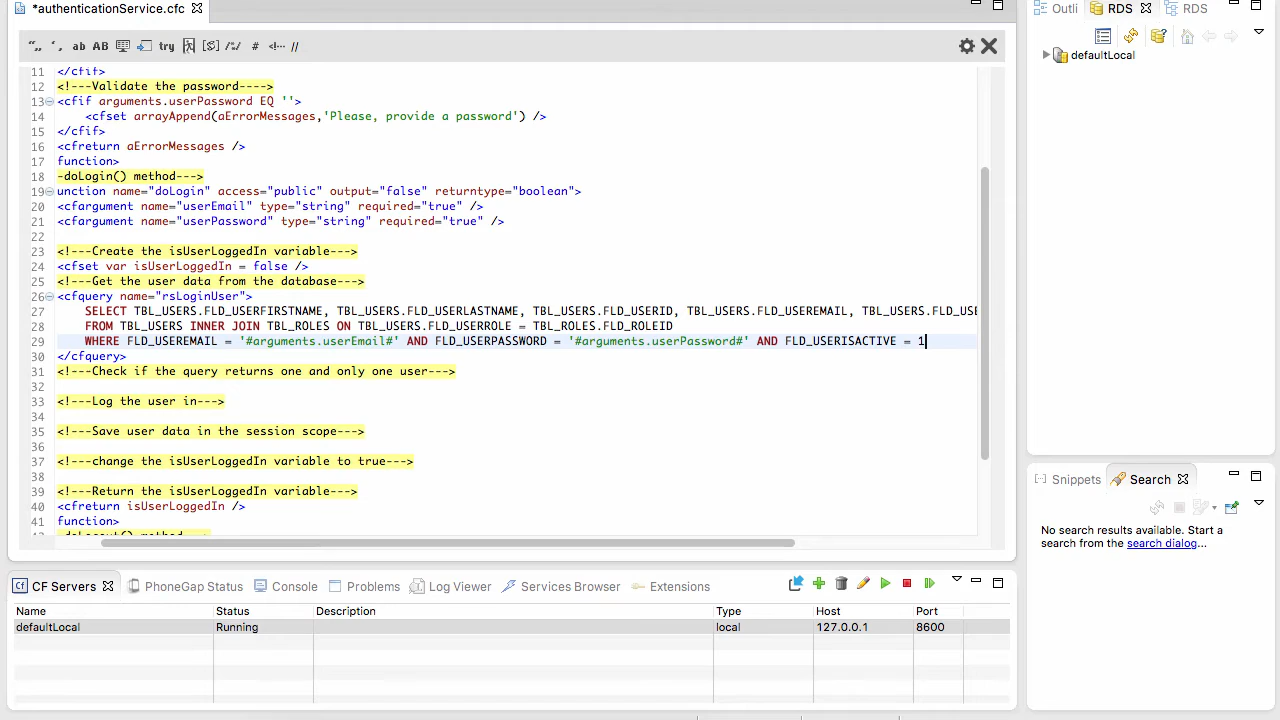 *authenticationService.cfc
Outli
RDS
RDS
ab AB try # <!-- //
defaultLocal
11 </cfif>
12 <!---Validate the password---->
13 <cfif arguments.userPassword EQ ''>
14 <cfset arrayAppend(aErrorMessages,'Please, provide a password') />
15 </cfif>
16 <cfreturn aErrorMessages />
17 function>
18 -doLogin() method--->
19 unction name="doLogin" access="public" output="false" returntype="boolean">
20 <cfargument name="userEmail" type="string" required="true" />
21 <cfargument name="userPassword" type="string" required="true" />
22
23 <!---Create the isUserLoggedIn variable--->
24 <cfset var isUserLoggedIn = false />
25 <!---Get the user data from the database--->
26 <cfquery name="rsLoginUser">
27 SELECT TBL_USERS.FLD_USERFIRSTNAME, TBL_USERS.FLD_USERLASTNAME, TBL_USERS.FLD_USERID, TBL_USERS.FLD_USEREMAIL, TBL_USERS.FLD_USE
28 FROM TBL_USERS INNER JOIN TBL_ROLES ON TBL_USERS.FLD_USERROLE = TBL_ROLES.FLD_ROLEID
29 WHERE FLD_USEREMAIL = '#arguments.userEmail#' AND FLD_USERPASSWORD = '#arguments.userPassword#' AND FLD_USERISACTIVE = 1
30 </cfquery>
31 <!---Check if the query returns one and only one user--->
32
33 <!---Log the user in--->
34
35 <!---Save user data in the session scope--->
36
37 <!---change the isUserLoggedIn variable to true--->
38
39 <!---Return the isUserLoggedIn variable--->
40 <cfreturn isUserLoggedIn />
41 function>
42 doLogout() method
Snippets
Search
No search results available. Start a
search from the search dialog...
CF Servers
PhoneGap Status
Console
Problems
Log Viewer
Services Browser
Extensions
Name Status Description Type Host Port
defaultLocal Running local 127.0.0.1 8600